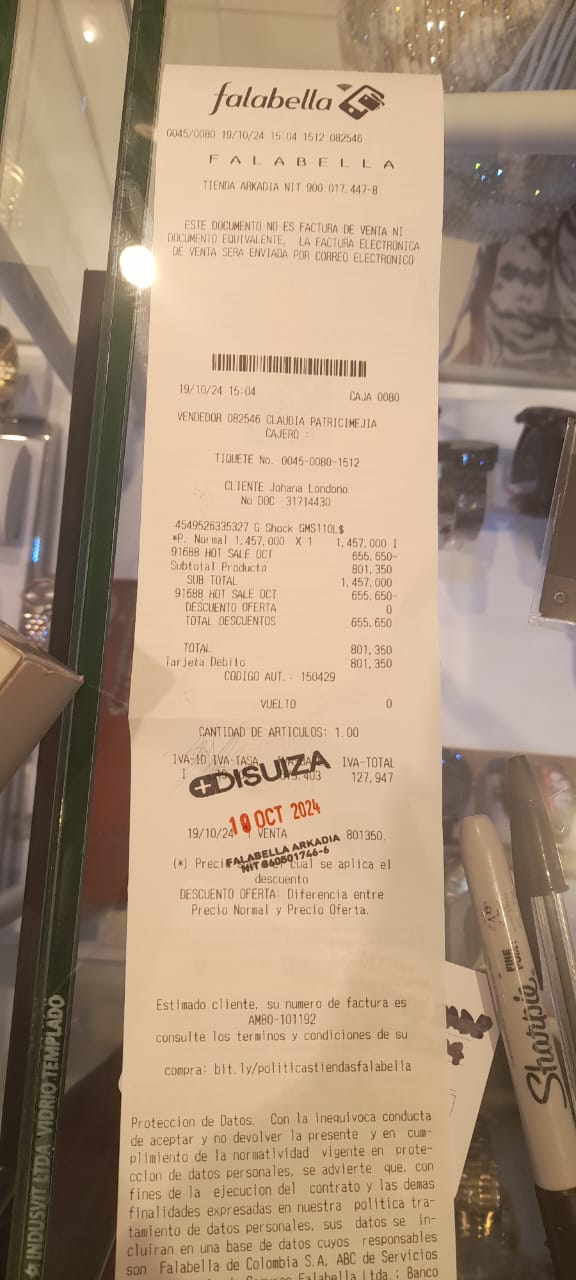 falabella
0045/0080 19/10/24 15:04 1512 082546
F A L A B E L L A
TIENDA ARKADIA NIT 900.017.447-8
ESTE DOCUMENTO NO ES FACTURA DE VENTA NI
DOCUMENTO EQUIVALENTE, LA FACTURA ELECTRONICA
DE VENTA SERA ENVIADA POR CORREO ELECTRONICO
19/10/24 15:04 CAJA 0080
VENDEDOR 082546 CLAUDIA PATRICIMEJIA
CAJERO :
TIQUETE No. 0045-0080-1512
CLIENTE Johana Londono
No DOC 31714430
4549526335327 G Shock GMS110L$
*P. Normal 1,457,000 X 1 1,457,000 I
91688 HOT SALE OCT 655,650-
Subtotal Producto 801,350
SUB TOTAL 1,457,000
91688 HOT SALE OCT 655,650-
DESCUENTO OFERTA 0
TOTAL DESCUENTOS 655,650
TOTAL 801,350
Tarjeta Debito 801,350
CODIGO AUT.: 150429
VUELTO 0
CANTIDAD DE ARTICULOS: 1.00
IVA-ID IVA-TASA IVA-TOTAL
I 127,947
DISUIZA
OCT 2024
19/10/24 VENTA 801350.
FALABELLA ARKADIA
NIT 860501746-6
(*) cual se aplica el
descuento
DESCUENTO OFERTA: Diferencia entre
Precio Normal y Precio Oferta.
Estimado cliente, su numero de factura es
AMBO-101192
consulte los terminos y condiciones de su
compra: bit.ly/politicastiendasfalabella
Proteccion de Datos. Con la inequivoca conducta
de aceptar y no devolver la presente y en cum-
plimiento de la normatividad vigente en prote-
ccion de datos personales, se advierte que, con
fines de la ejecucion del contrato y las demas
finalidades expresadas en nuestra politica tra-
tamiento de datos personales, sus datos se in-
cluiran en una base de datos cuyos responsables
son Falabella de Colombia S.A, ABC de Servicios
Falabella Ltda.; Banco
INDUSVIT LTDA VIDRIO TEMPLADO
Sharpie
FINE
POINT